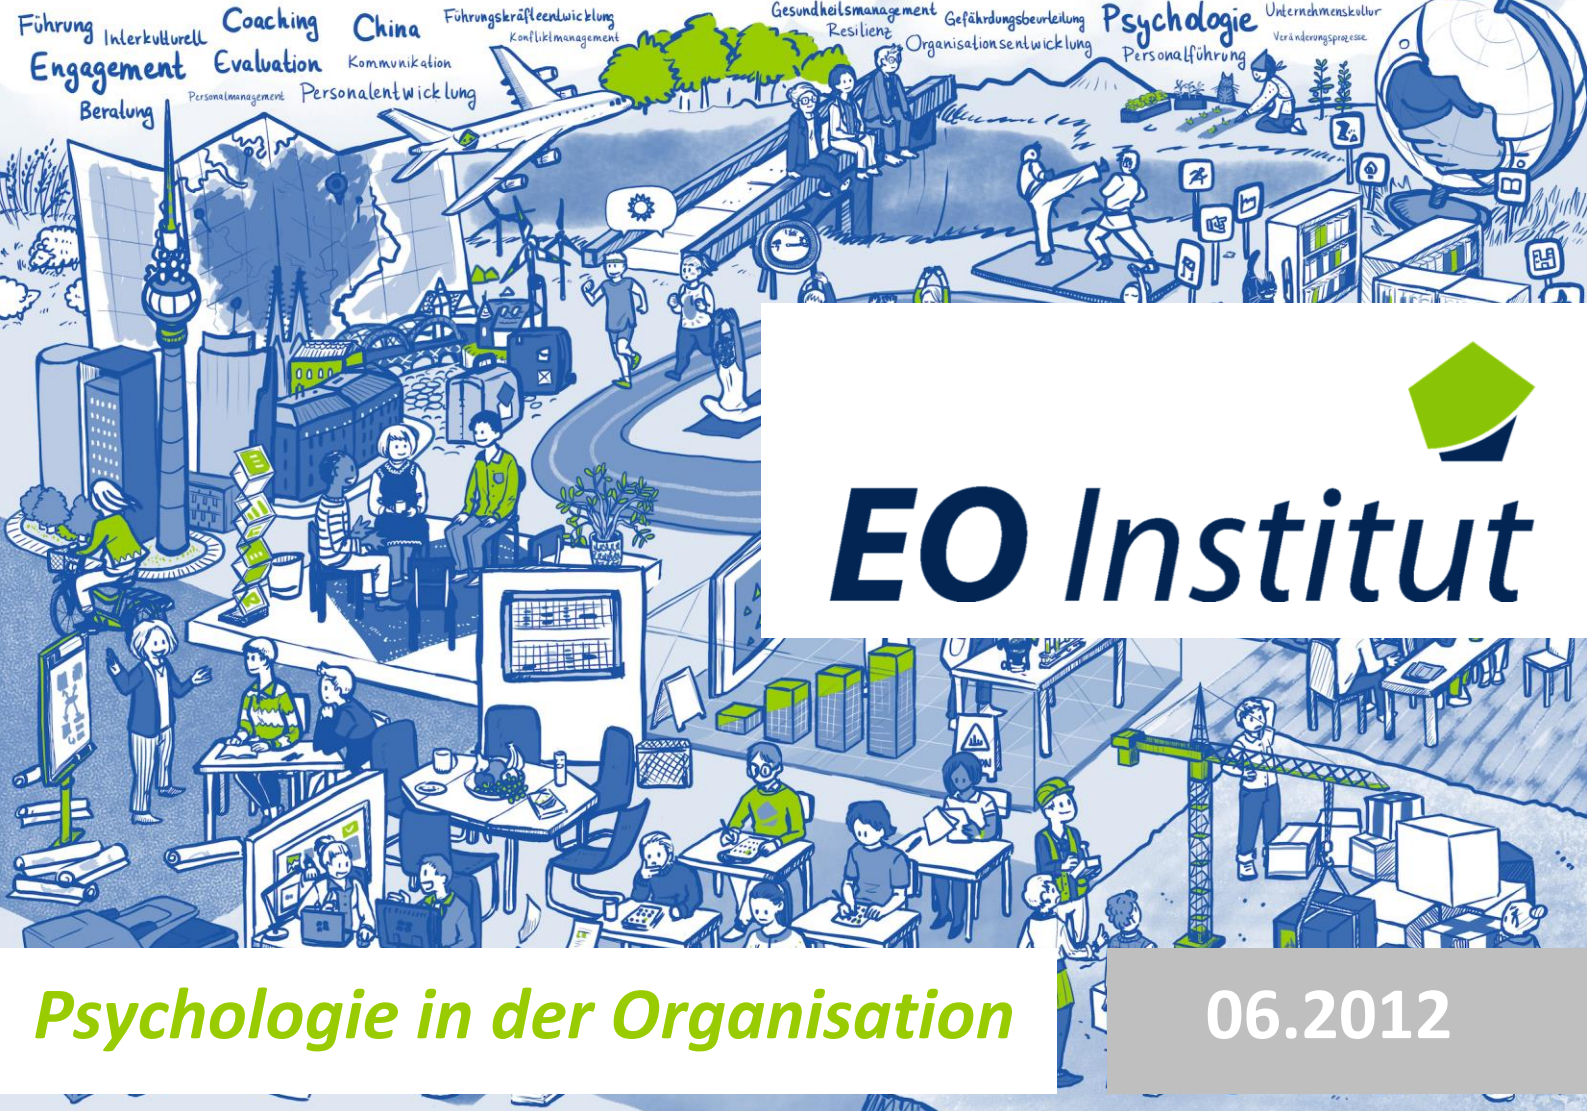 Führung
Interkulturell
Coaching
China
Führungskräfteentwicklung
Konfliktmanagement
Gesundheitsmanagement
Resilienz
Gefährdungsbeurteilung
Organisationsentwicklung
Psychologie
Personalführung
Unternehmenskultur
Veränderungsprozesse
Engagement
Evaluation
Kommunikation
Beratung
Personalmanagement
Personalentwicklung
EO Institut
Psychologie in der Organisation
06.2012